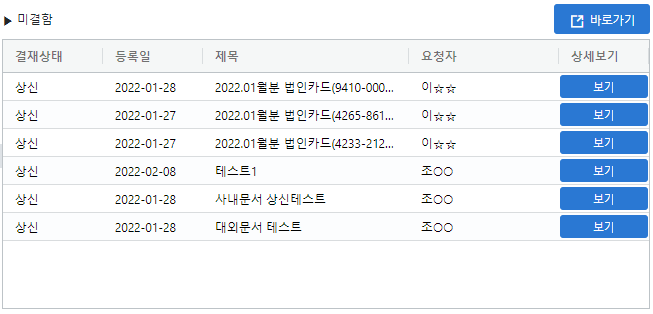 ▶ 미결함 바로가기
결재상태 등록일 제목 요청자 상세보기
상신 2022-01-28 2022.01월분 법인카드(9410-000... 이☆☆ 보기
상신 2022-01-27 2022.01월분 법인카드(4265-861... 이☆☆ 보기
상신 2022-01-27 2022.01월분 법인카드(4233-212... 이☆☆ 보기
상신 2022-02-08 테스트1 조○○ 보기
상신 2022-01-28 사내문서 상신테스트 조○○ 보기
상신 2022-01-28 대외문서 테스트 조○○ 보기